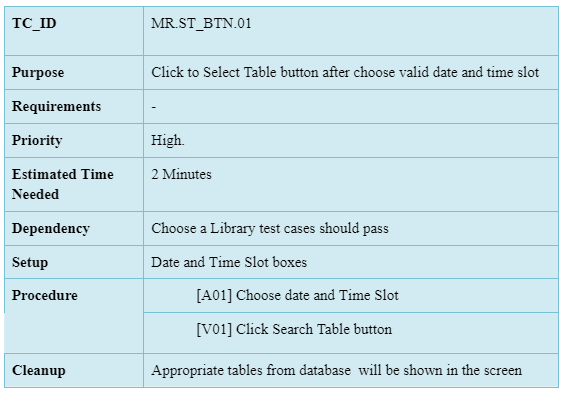 TC_ID MR.ST_BTN.01
Purpose Click to Select Table button after choose valid date and time slot
Requirements -
Priority High.
Estimated Time 2 Minutes
Needed
Dependency Choose a Library test cases should pass
Setup Date and Time Slot boxes
Procedure [A01] Choose date and Time Slot
[V01] Click Search Table button
Cleanup Appropriate tables from database will be shown in the screen